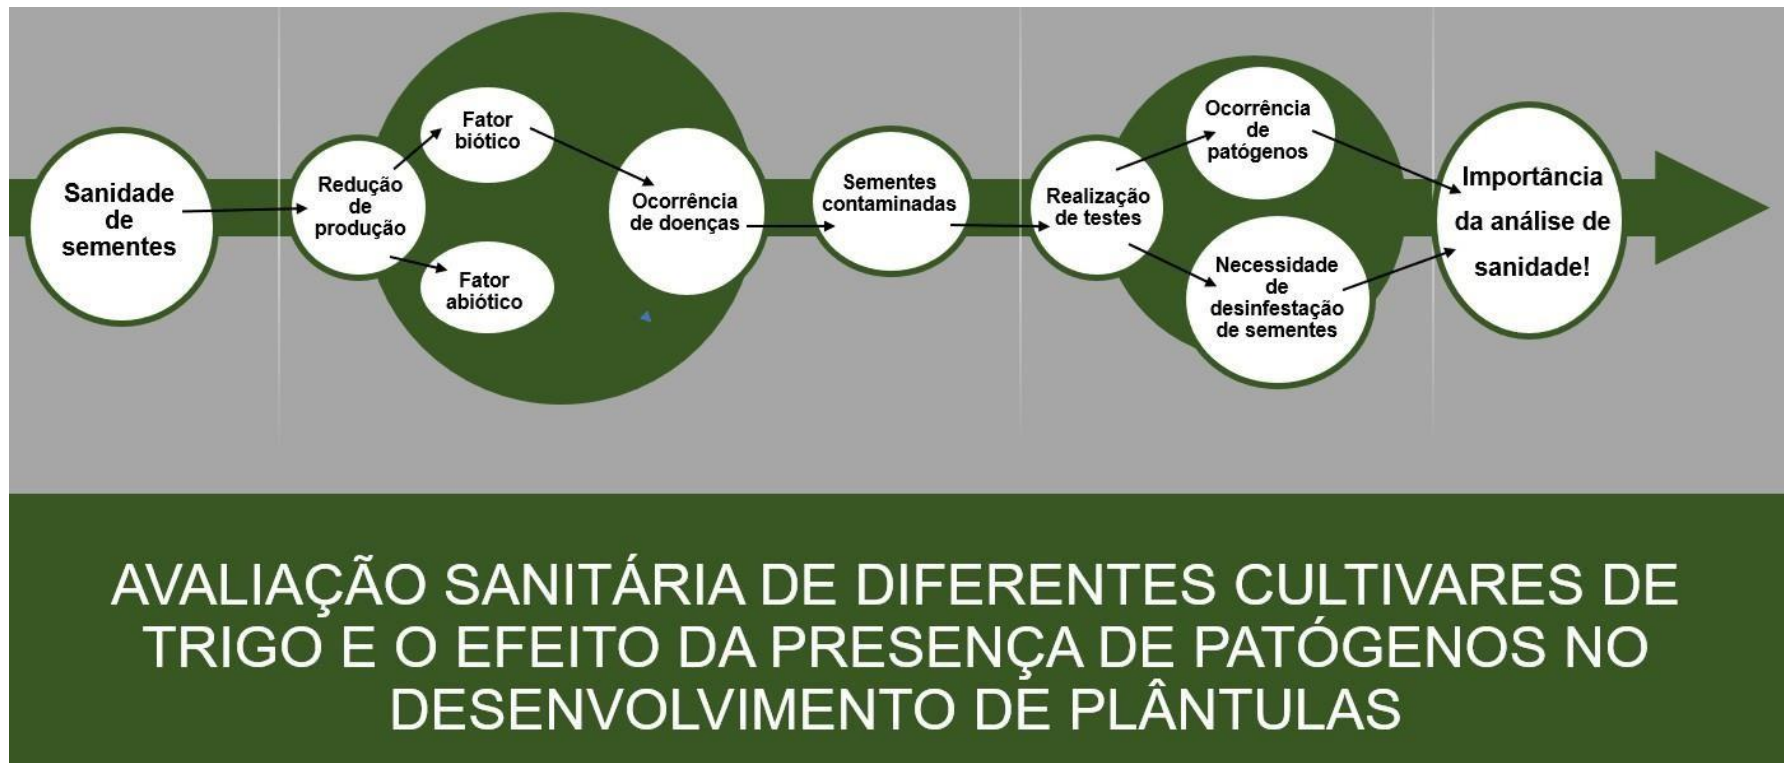 Sanidade
de
sementes
Redução
de
produção
Fator
biótico
Fator
abiótico
Ocorrência
de doenças
Sementes
contaminadas
Realização
de testes
Ocorrência
de
patógenos
Necessidade
de
desinfestação
de sementes
Importância
da análise de
sanidade!
AVALIAÇÃO SANITÁRIA DE DIFERENTES CULTIVARES DE
TRIGO E O EFEITO DA PRESENÇA DE PATÓGENOS NO
DESENVOLVIMENTO DE PLÂNTULAS